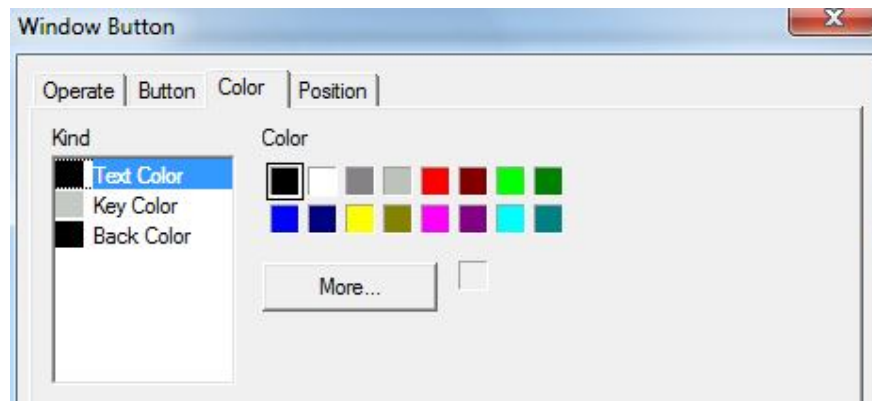 Window Button
Operate Button Color Position
Kind Color
Text Color
Key Color
Back Color
More...